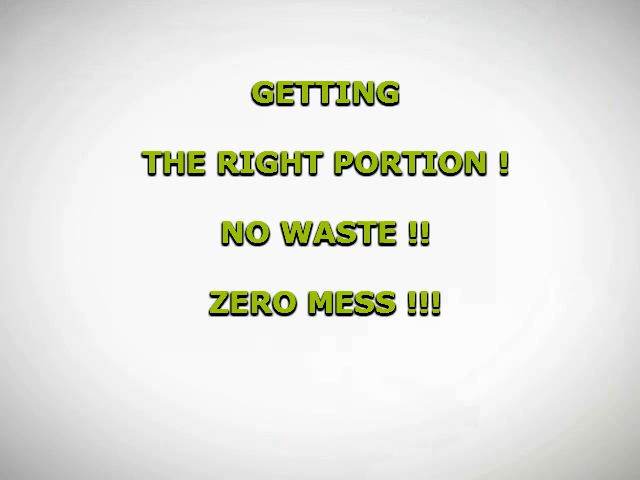 GETTING
THE RIGHT PORTION !
NO WASTE !!
ZERO MESS !!!